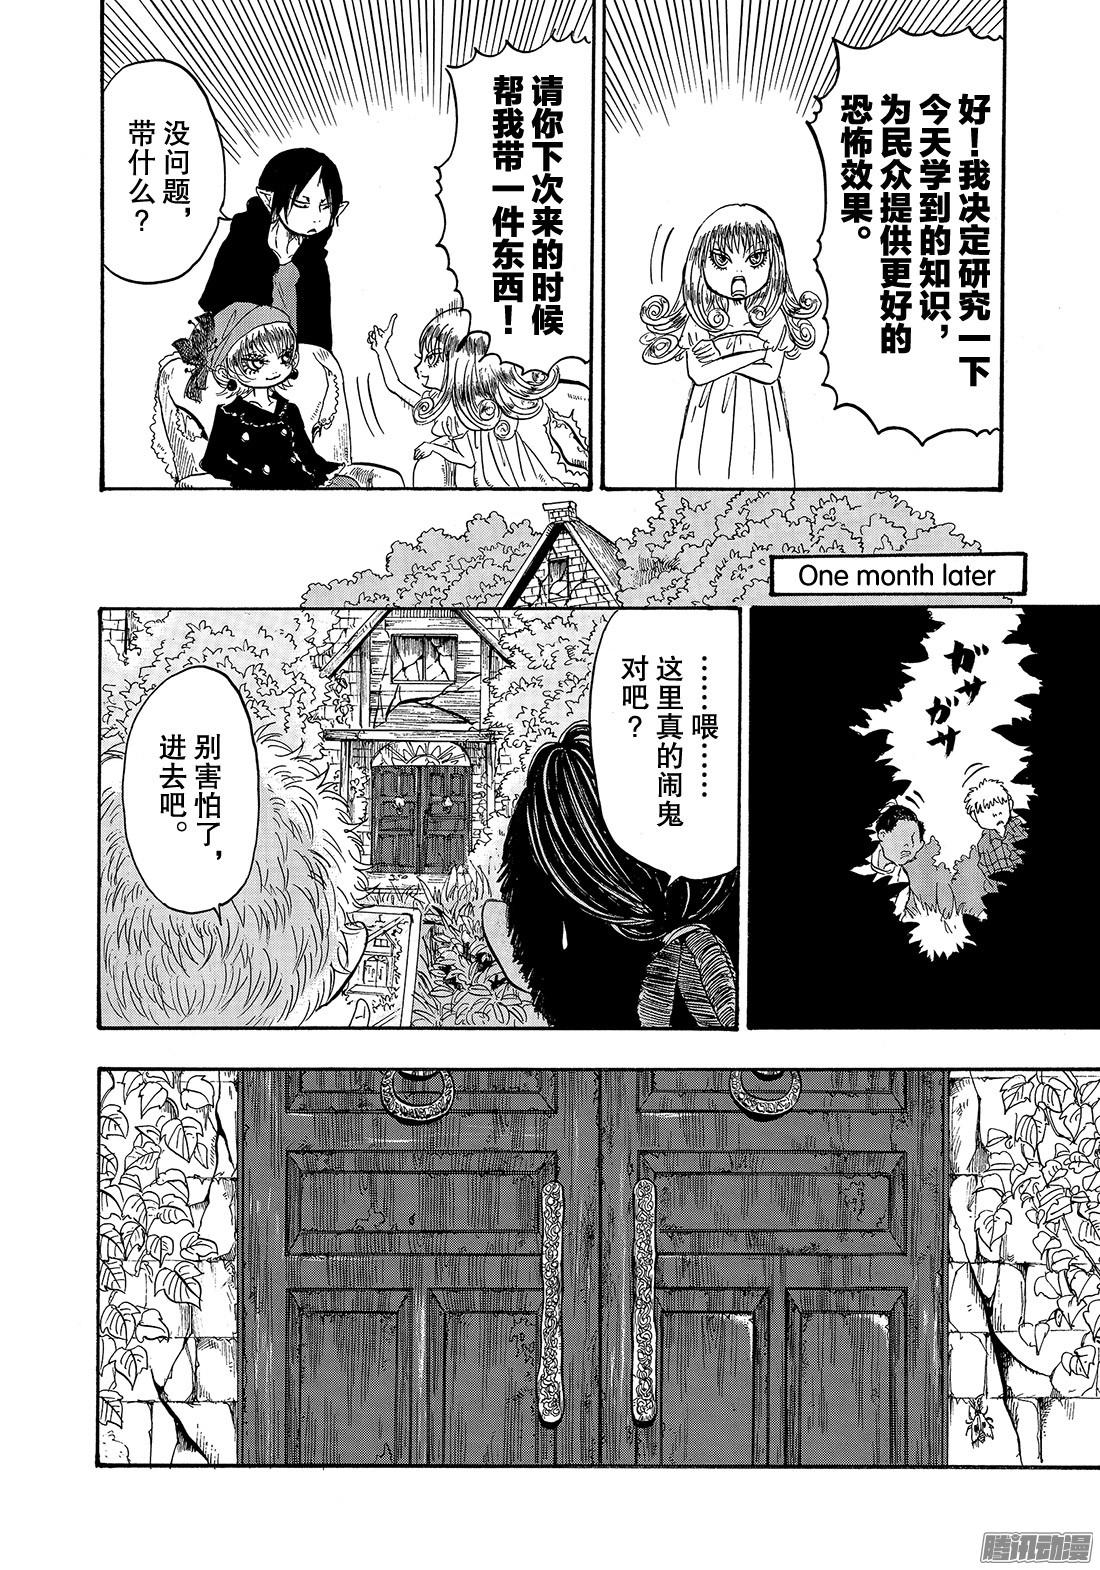 好！我决定研究一下
今天学到的知识，
为民众提供更好的
恐怖效果。
请你下次来的时候
帮我带一件东西！
没问题，
带什么？
One month later
ガサ
ガサ
……喂……
这里真的闹鬼
对吧？
别害怕了，
进去吧。
腾讯动漫